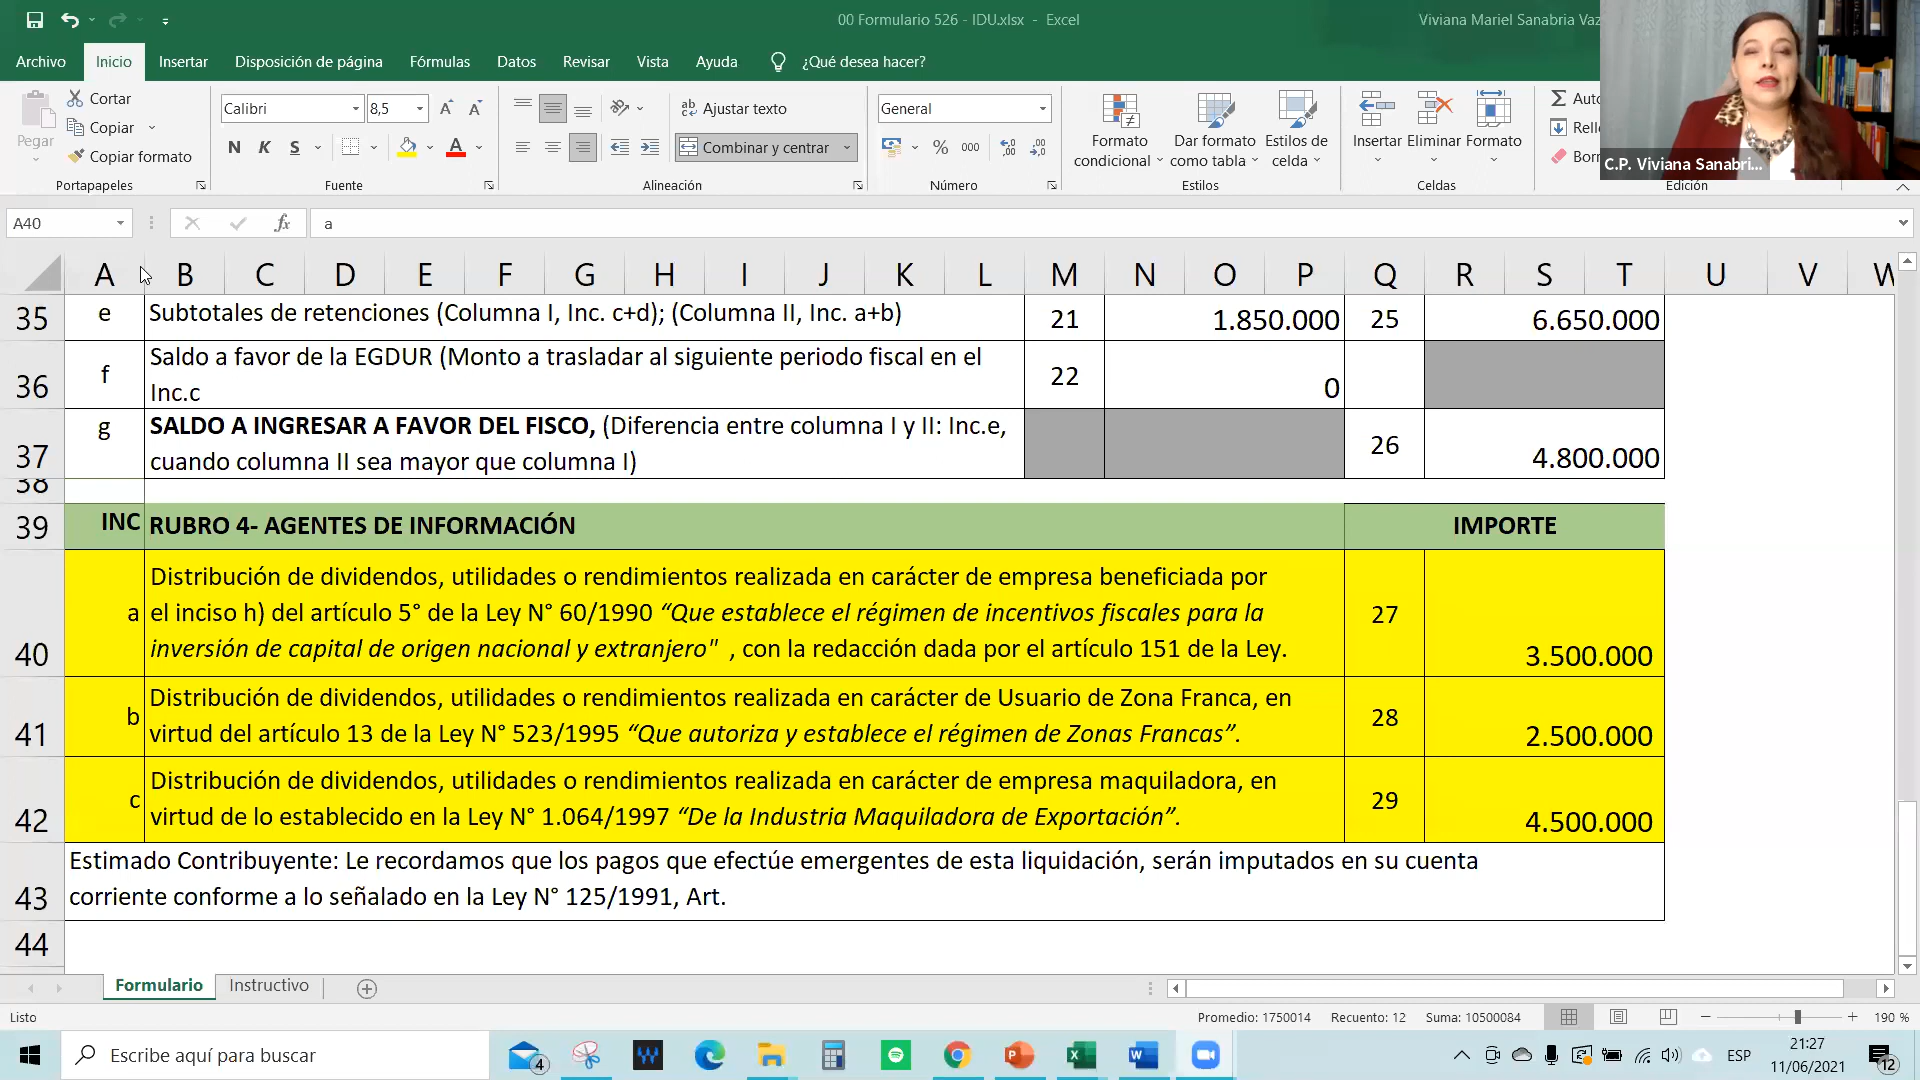 00 Formulario 526 - IDU.xlsx - Excel
Viviana Mariel Sanabria Vaz
Archivo Inicio Insertar Disposición de página Fórmulas Datos Revisar Vista Ayuda ¿Qué desea hacer?
Pegar
Cortar
Copiar
Copiar formato
Portapapeles
Calibri 8,5
N K S
Fuente
Ajustar texto
Combinar y centrar
Alineación
General
% 000
Número
Formato condicional
Dar formato como tabla
Estilos de celda
Estilos
Insertar Eliminar Formato
Celdas
Edición
C.P. Viviana Sanabri...
A40 fx a
A B C D E F G H I J K L M N O P Q R S T U V W
35 e Subtotales de retenciones (Columna I, Inc. c+d); (Columna II, Inc. a+b) 21 1.850.000 25 6.650.000
36 f Saldo a favor de la EGDUR (Monto a trasladar al siguiente periodo fiscal en el
Inc.c 22 0
37 g SALDO A INGRESAR A FAVOR DEL FISCO, (Diferencia entre columna I y II: Inc.e,
cuando columna II sea mayor que columna I) 26 4.800.000
38
39 INC RUBRO 4- AGENTES DE INFORMACIÓN IMPORTE
40 a Distribución de dividendos, utilidades o rendimientos realizada en carácter de empresa beneficiada por
el inciso h) del artículo 5° de la Ley N° 60/1990 “Que establece el régimen de incentivos fiscales para la
inversión de capital de origen nacional y extranjero" , con la redacción dada por el artículo 151 de la Ley. 27 3.500.000
41 b Distribución de dividendos, utilidades o rendimientos realizada en carácter de Usuario de Zona Franca, en
virtud del artículo 13 de la Ley N° 523/1995 “Que autoriza y establece el régimen de Zonas Francas”. 28 2.500.000
42 c Distribución de dividendos, utilidades o rendimientos realizada en carácter de empresa maquiladora, en
virtud de lo establecido en la Ley N° 1.064/1997 “De la Industria Maquiladora de Exportación”. 29 4.500.000
43 Estimado Contribuyente: Le recordamos que los pagos que efectúe emergentes de esta liquidación, serán imputados en su cuenta
corriente conforme a lo señalado en la Ley N° 125/1991, Art.
44
Formulario Instructivo
Listo Promedio: 1750014 Recuento: 12 Suma: 10500084 190 %
Escribe aquí para buscar
4
ESP
21:27
11/06/2021
12